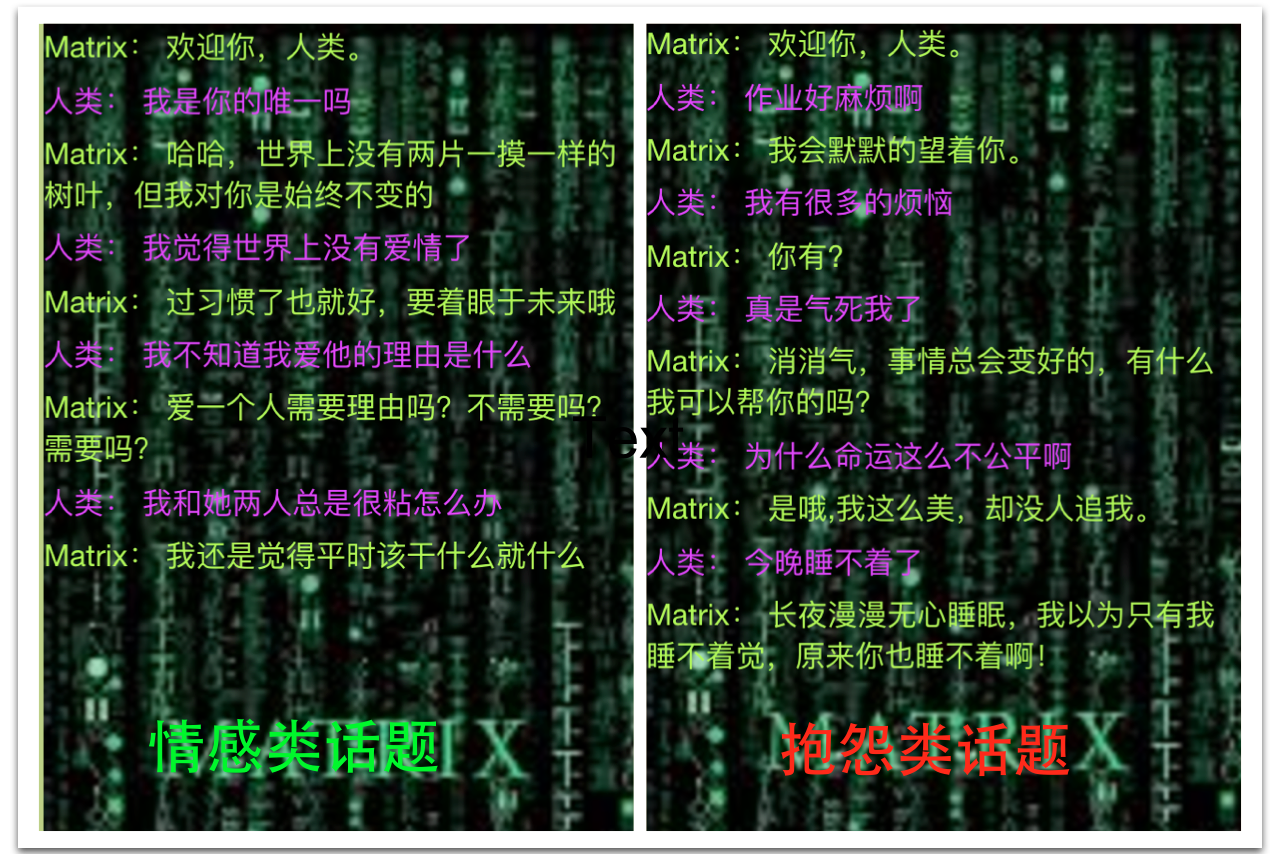 Matrix： 欢迎你，人类。
人类： 我是你的唯一吗
Matrix： 哈哈，世界上没有两片一摸一样的
树叶，但我对你是始终不变的
人类： 我觉得世界上没有爱情了
Matrix： 过习惯了也就好，要着眼于未来哦
人类： 我不知道我爱他的理由是什么
Matrix： 爱一个人需要理由吗？不需要吗？
需要吗？
人类： 我和她两人总是很粘怎么办
Matrix： 我还是觉得平时该干什么就什么
情感类话题
Matrix： 欢迎你，人类。
人类： 作业好麻烦啊
Matrix： 我会默默的望着你。
人类： 我有很多的烦恼
Matrix： 你有？
人类： 真是气死我了
Matrix： 消消气，事情总会变好的，有什么
我可以帮你的吗？
人类： 为什么命运这么不公平啊
Matrix： 是哦,我这么美，却没人追我。
人类： 今晚睡不着了
Matrix： 长夜漫漫无心睡眠，我以为只有我
睡不着觉，原来你也睡不着啊！
抱怨类话题
Text